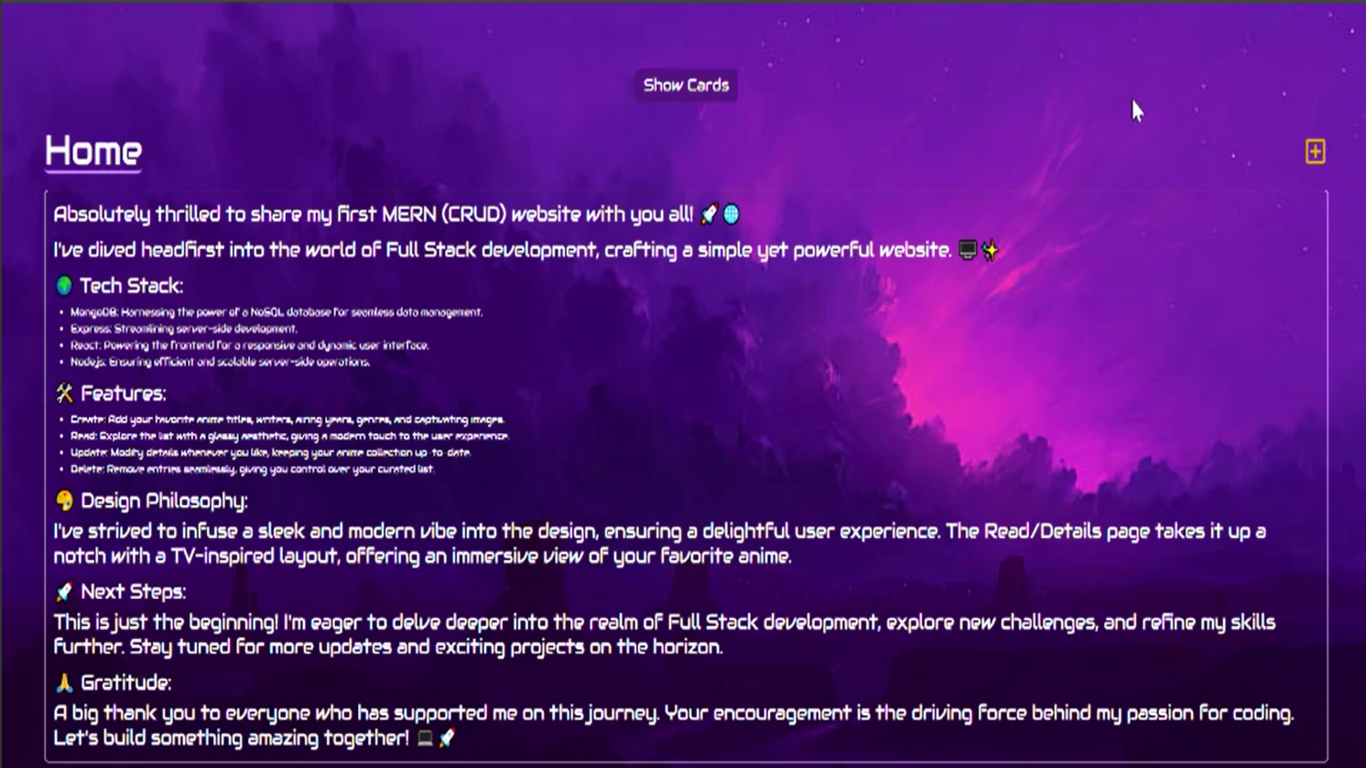 Show Cards
Home
Absolutely thrilled to share my first MERN (CRUD) website with you all! 🚀🌐
I've dived headfirst into the world of Full Stack development, crafting a simple yet powerful website. 🖥️✨
🌍 Tech Stack:
• MongoDB: Harnessing the power of a NoSQL database for seamless data management.
• Express: Streamlining server-side development.
• React: Powering the frontend for a responsive and dynamic user interface.
• Node.js: Ensuring efficient and scalable server-side operations.
🛠️ Features:
• Create: Add your favorite anime titles, writers, airing years, genres, and captivating images.
• Read: Explore the list with a glassy aesthetic, giving a modern touch to the user experience.
• Update: Modify details whenever you like, keeping your anime collection up-to-date.
• Delete: Remove entries seamlessly, giving you control over your curated list.
🎨 Design Philosophy:
I've strived to infuse a sleek and modern vibe into the design, ensuring a delightful user experience. The Read/Details page takes it up a
notch with a TV-inspired layout, offering an immersive view of your favorite anime.
🚀 Next Steps:
This is just the beginning! I'm eager to delve deeper into the realm of Full Stack development, explore new challenges, and refine my skills
further. Stay tuned for more updates and exciting projects on the horizon.
🙏 Gratitude:
A big thank you to everyone who has supported me on this journey. Your encouragement is the driving force behind my passion for coding.
Let's build something amazing together! 💻🚀